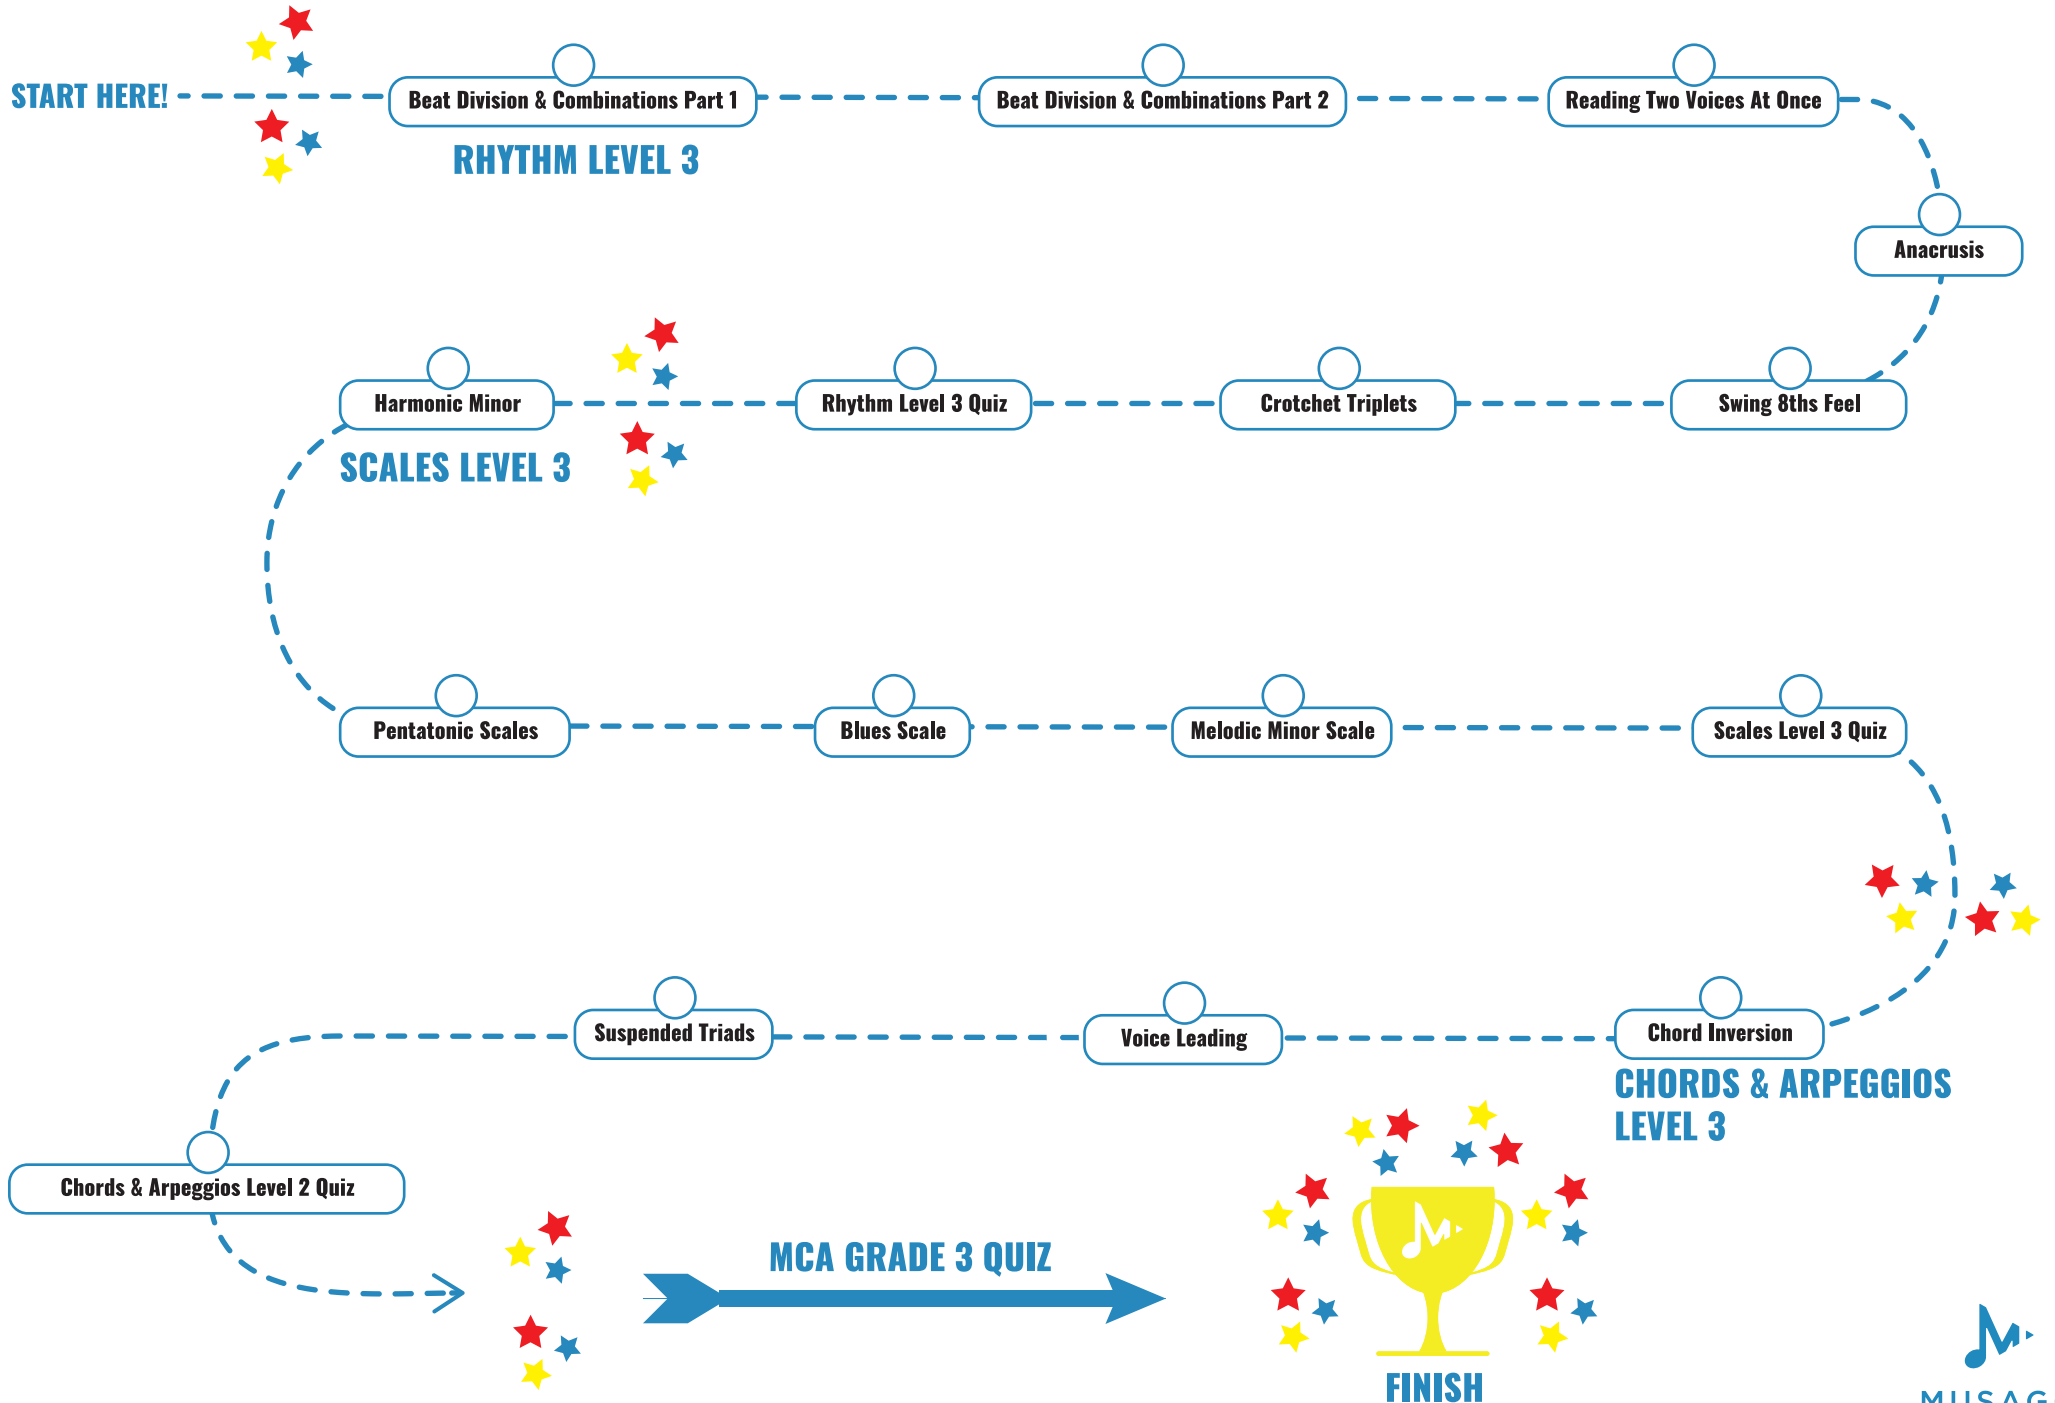 START HERE!
Beat Division & Combinations Part 1
Beat Division & Combinations Part 2
Reading Two Voices At Once
RHYTHM LEVEL 3
Anacrusis
Swing 8ths Feel
Crotchet Triplets
Rhythm Level 3 Quiz
Harmonic Minor
SCALES LEVEL 3
Pentatonic Scales
Blues Scale
Melodic Minor Scale
Scales Level 3 Quiz
Chord Inversion
CHORDS & ARPEGGIOS
LEVEL 3
Voice Leading
Suspended Triads
Chords & Arpeggios Level 2 Quiz
MCA GRADE 3 QUIZ
FINISH